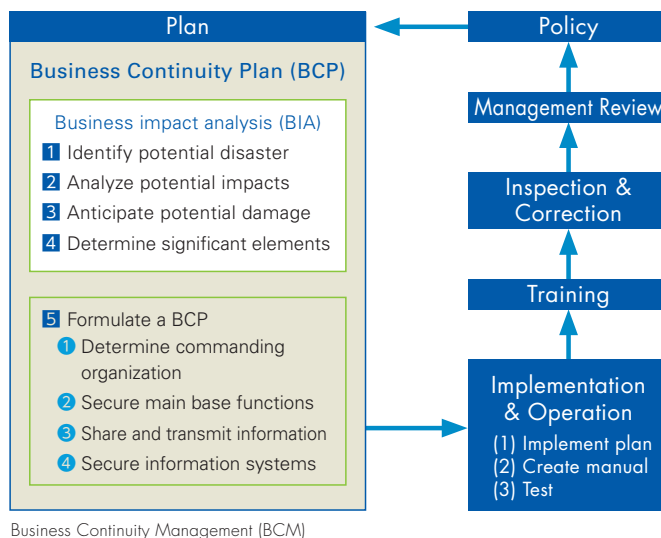 Plan
Business Continuity Plan (BCP)
Business impact analysis (BIA)
1 Identify potential disaster
2 Analyze potential impacts
3 Anticipate potential damage
4 Determine significant elements
5 Formulate a BCP
1 Determine commanding
organization
2 Secure main base functions
3 Share and transmit information
4 Secure information systems
Policy
Management Review
Inspection &
Correction
Training
Implementation
& Operation
(1) Implement plan
(2) Create manual
(3) Test
Business Continuity Management (BCM)